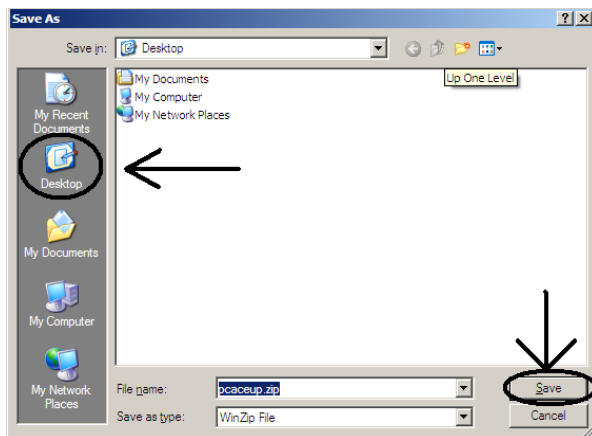 Save As
Save in:
Desktop
Up One Level
My Recent
Documents
Desktop
My Documents
My Computer
My Network
Places
My Documents
My Computer
My Network Places
File name:
pcaceup.zip
Save
Save as type:
WinZip File
Cancel